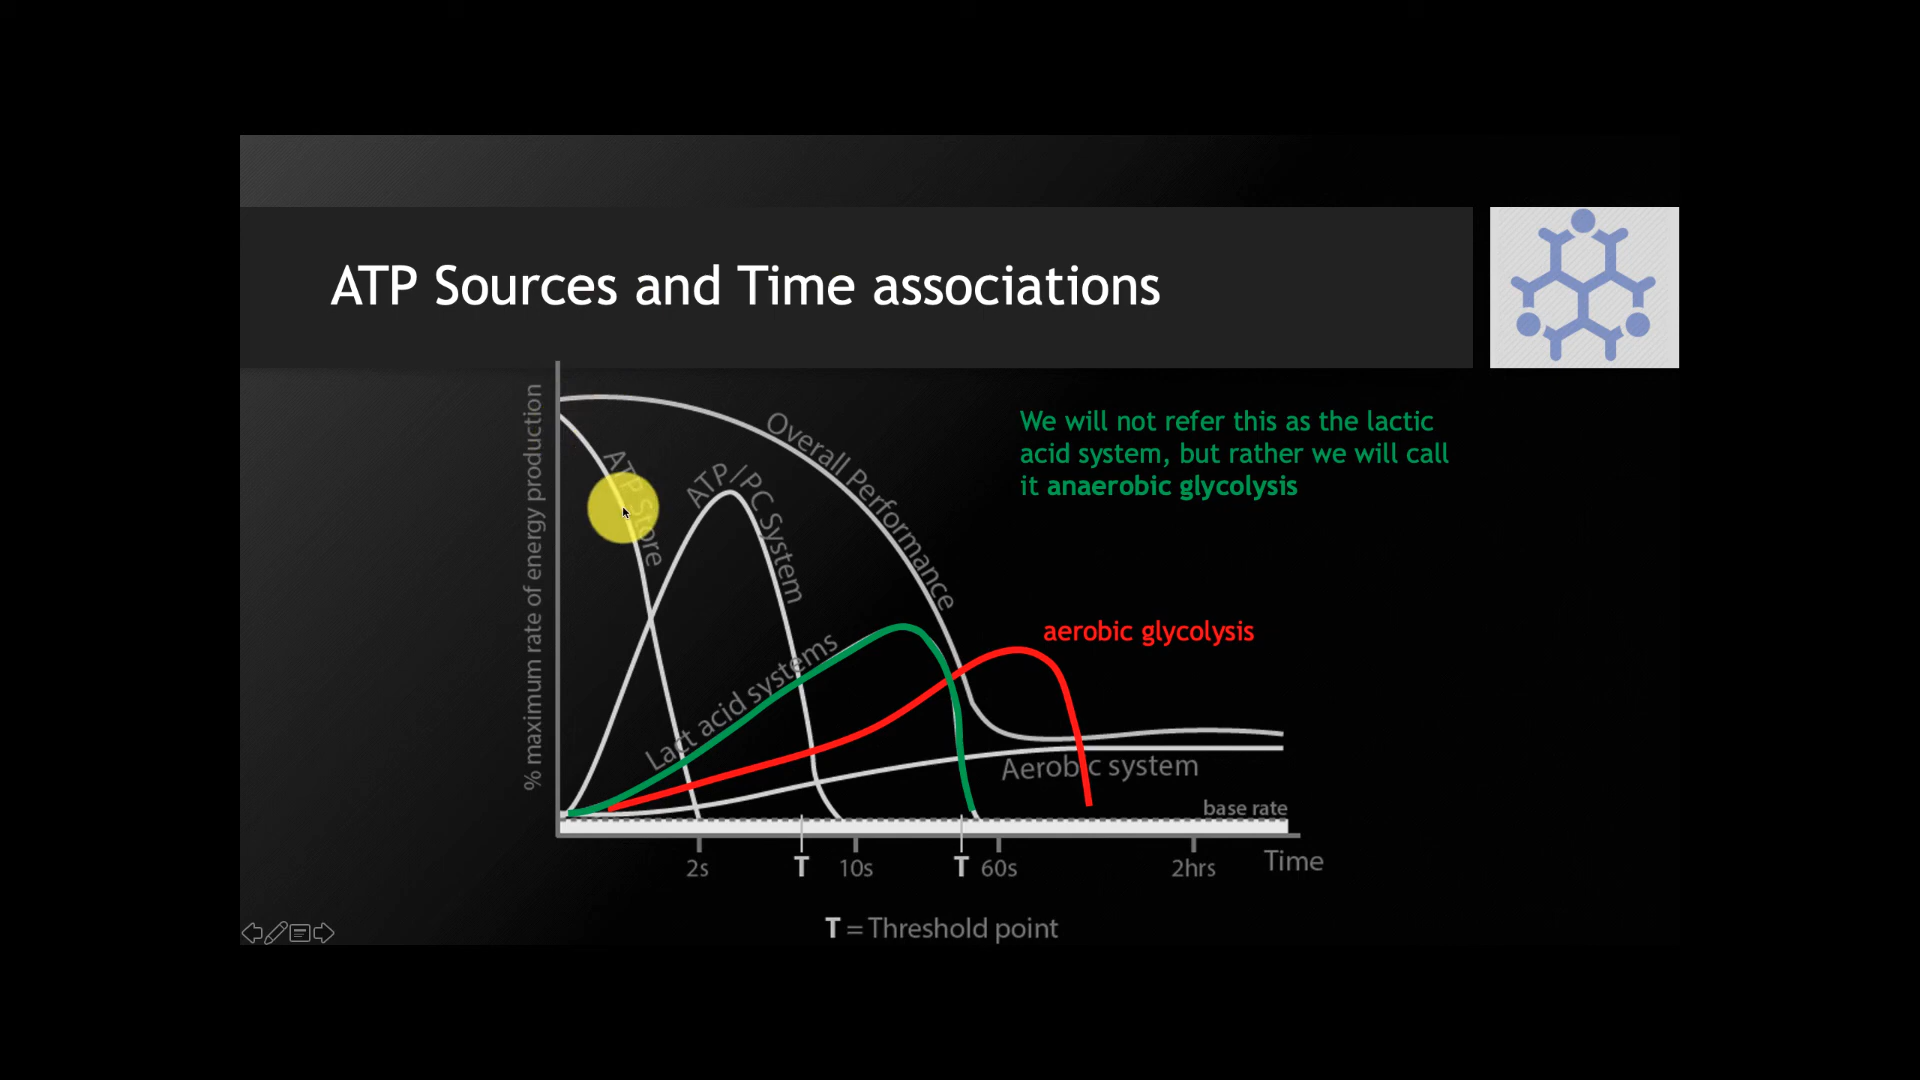 ATP Sources and Time associations
% maximum rate of energy production
ATP Store
ATP/PC System
Overall Performance
We will not refer this as the lactic
acid system, but rather we will call
it anaerobic glycolysis
aerobic glycolysis
Lact acid systems
Aerobic system
base rate
2s
T
10s
T
60s
2hrs
Time
T = Threshold point